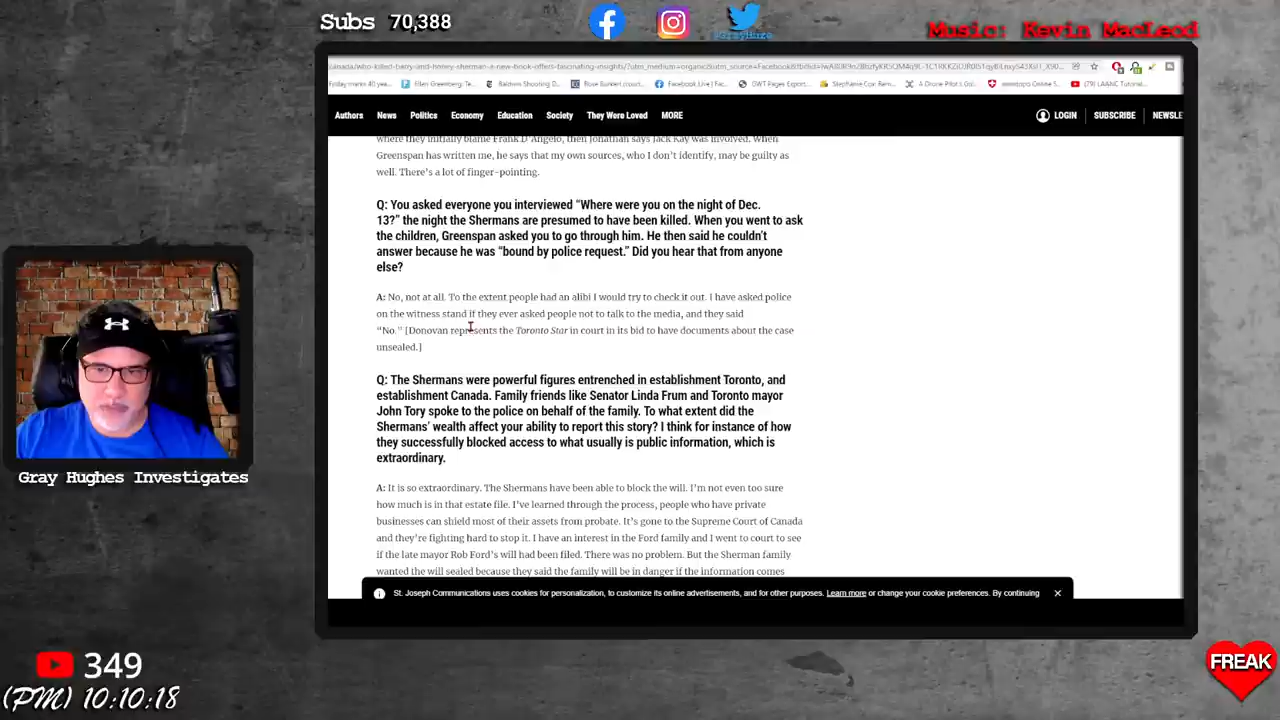 Subs 70,388
@GrayHuze
Music: Kevin MacLeod
Authors News Politics Economy Education Society They Were Loved MORE LOGIN SUBSCRIBE NEWSLE
where they initially blame Frank D'Angelo, then Jonathan says Jack Kay was involved. When
Greenspan has written me, he says that my own sources, who I don't identify, may be guilty as
well. There's a lot of finger-pointing.
Q: You asked everyone you interviewed “Where were you on the night of Dec.
13?” the night the Shermans are presumed to have been killed. When you went to ask
the children, Greenspan asked you to go through him. He then said he couldn't
answer because he was “bound by police request.” Did you hear that from anyone
else?
A: No, not at all. To the extent people had an alibi I would try to check it out. I have asked police
on the witness stand if they ever asked people not to talk to the media, and they said
“No.” [Donovan represents the Toronto Star in court in its bid to have documents about the case
unsealed.]
Q: The Shermans were powerful figures entrenched in establishment Toronto, and
establishment Canada. Family friends like Senator Linda Frum and Toronto mayor
John Tory spoke to the police on behalf of the family. To what extent did the
Shermans' wealth affect your ability to report this story? I think for instance of how
they successfully blocked access to what usually is public information, which is
extraordinary.
A: It is so extraordinary. The Shermans have been able to block the will. I'm not even too sure
how much is in that estate file. I've learned through the process, people who have private
businesses can shield most of their assets from probate. It's gone to the Supreme Court of Canada
and they're fighting hard to stop it. I have an interest in the Ford family and I went to court to see
if the late mayor Rob Ford's will had been filed. There was no problem. But the Sherman family
wanted the will sealed because they said the family will be in danger if the information comes
St. Joseph Communications uses cookies for personalization, to customize its online advertisements, and for other purposes. Learn more or change your cookie preferences. By continuing
Gray Hughes Investigates
349
(PM) 10:10:18
FREAK